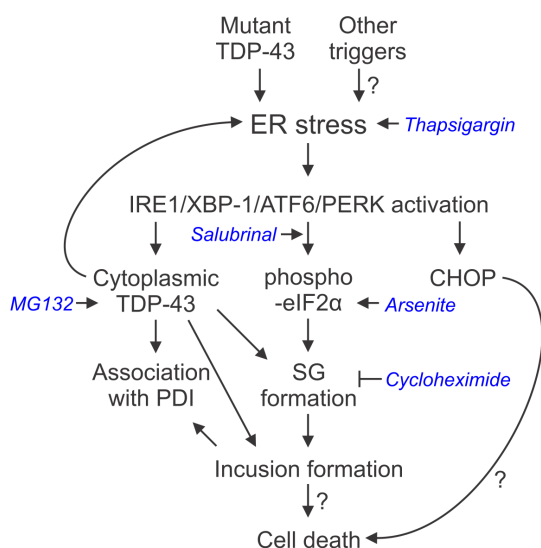 Mutant
TDP-43
Other
triggers
?
ER stress
Thapsigargin
IRE1/XBP-1/ATF6/PERK activation
Salubrinal
Cytoplasmic
TDP-43
phospho
-eIF2α
CHOP
MG132
Arsenite
Association
with PDI
SG
formation
Cycloheximide
Incusion formation
?
?
Cell death